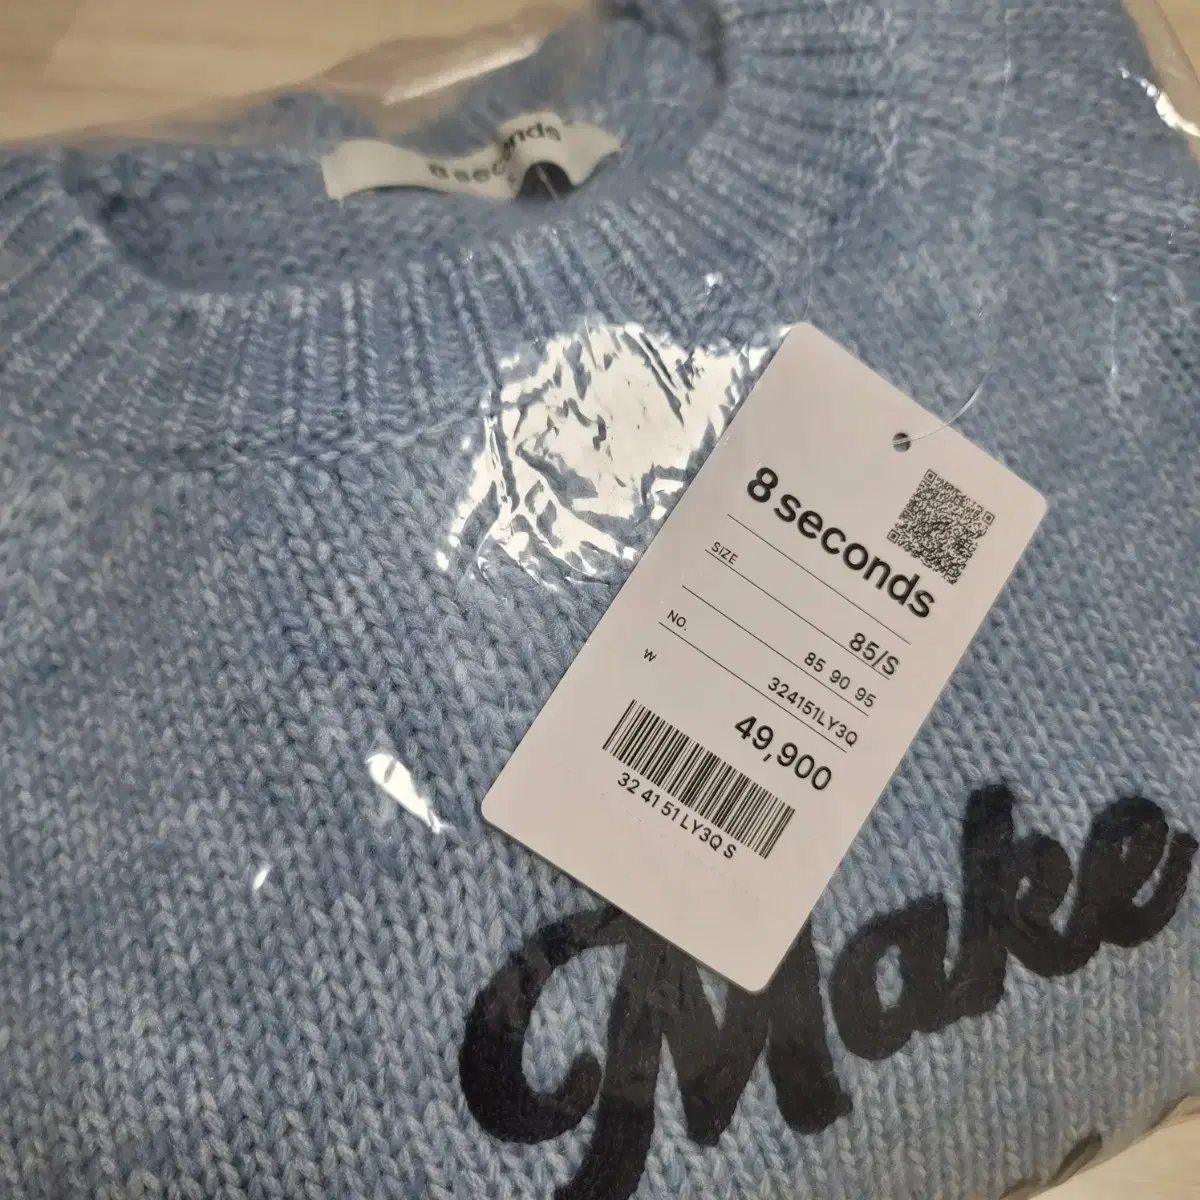 8 seconds
8seconds
SIZE
85/S
85 90 95
NO.
324151LY3Q
W
49,900
32 41 51 LY3Q S
Make